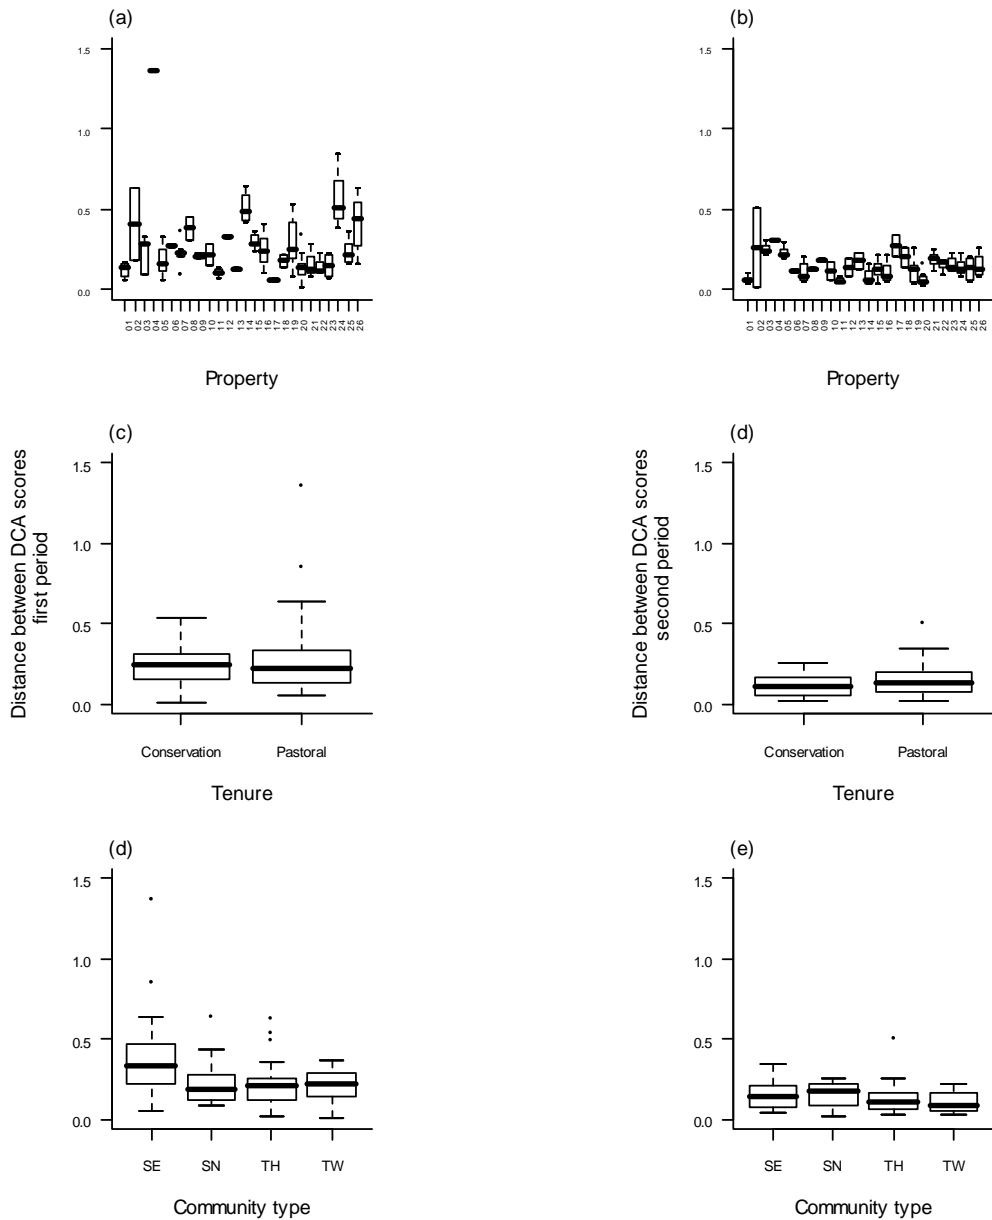 (a)
1.5
1.0
0.5
0.0
01 02 03 04 05 06 07 08 09 10 11 12 13 14 15 16 17 18 19 20 21 22 23 24 25 26
Property
(b)
1.5
1.0
0.5
0.0
01 02 03 04 05 06 07 08 09 10 11 12 13 14 15 16 17 18 19 20 21 22 23 24 25 26
Property
(c)
Distance between DCA scores
first period
1.5
1.0
0.5
0.0
Conservation Pastoral
Tenure
(d)
Distance between DCA scores
second period
1.5
1.0
0.5
0.0
Conservation Pastoral
Tenure
(d)
1.5
1.0
0.5
0.0
SE SN TH TW
Community type
(e)
1.5
1.0
0.5
0.0
SE SN TH TW
Community type